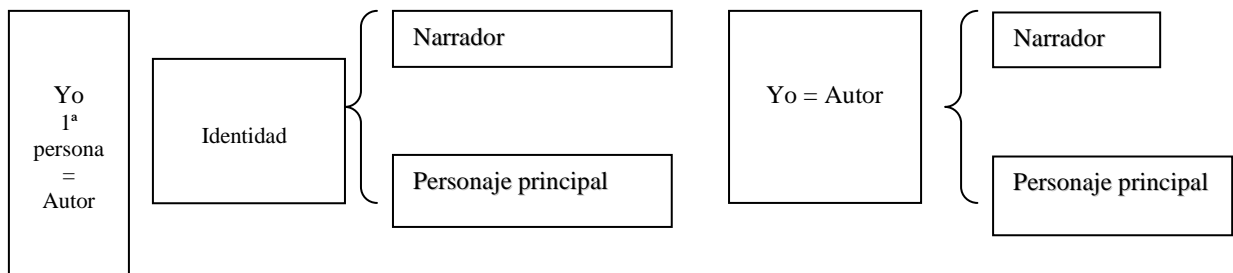 Yo
1ª
persona
=
Autor
Identidad
Narrador
Personaje principal
Yo = Autor
Narrador
Personaje principal